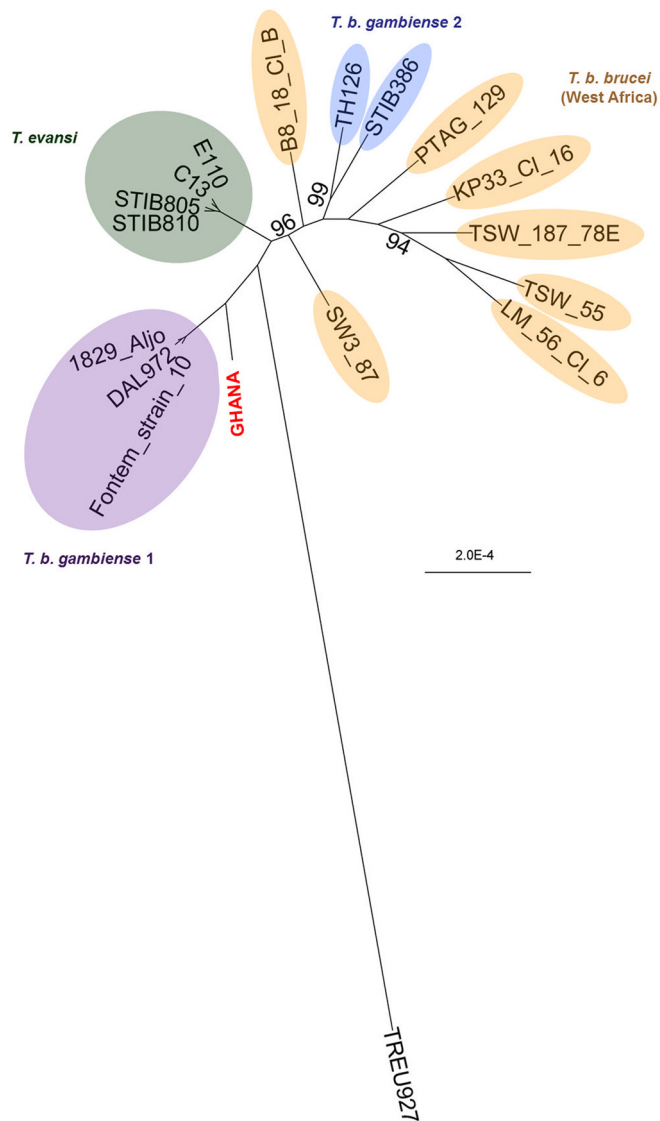 T. b. gambiense 2
B8_18_Cl_B
TH126
STIB386
T. b. brucei
(West Africa)
PTAG_129
T. evansi
E110
C13
STIB805
STIB810
KP33_Cl_16
99
96
94
TSW_187_78E
TSW_55
LM_56_Cl_6
SW3_87
1829_Aljo
DAL972
Fontem_strain_10
GHANA
T. b. gambiense 1
2.0E-4
TREU927